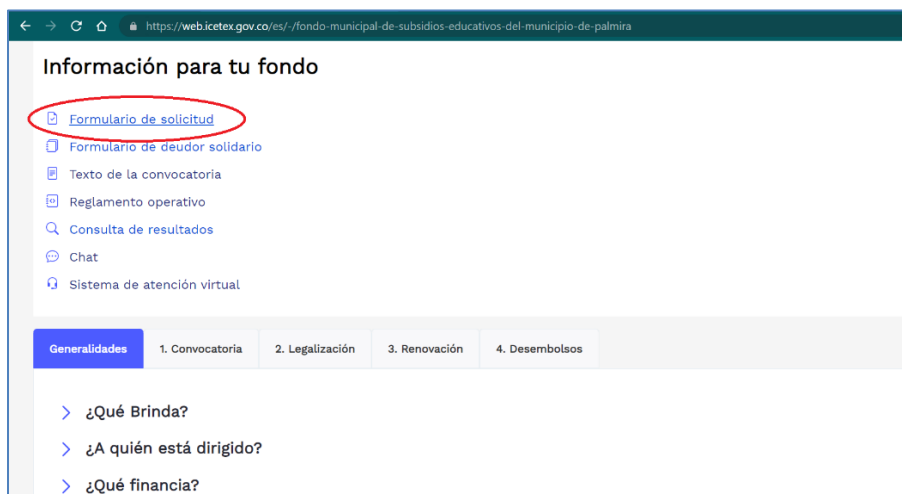 https://web.icetex.gov.co/es/-/fondo-municipal-de-subsidios-educativos-del-municipio-de-palmira
Información para tu fondo
Formulario de solicitud
Formulario de deudor solidario
Texto de la convocatoria
Reglamento operativo
Consulta de resultados
Chat
Sistema de atención virtual
Generalidades 1. Convocatoria 2. Legalización 3. Renovación 4. Desembolsos
¿Qué Brinda?
¿A quién está dirigido?
¿Qué financia?